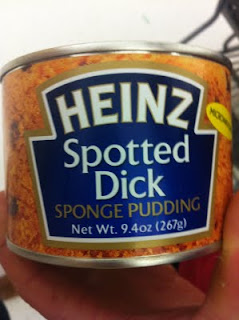 HEINZ
Spotted
Dick
SPONGE PUDDING
Net Wt. 9.4oz (267g)